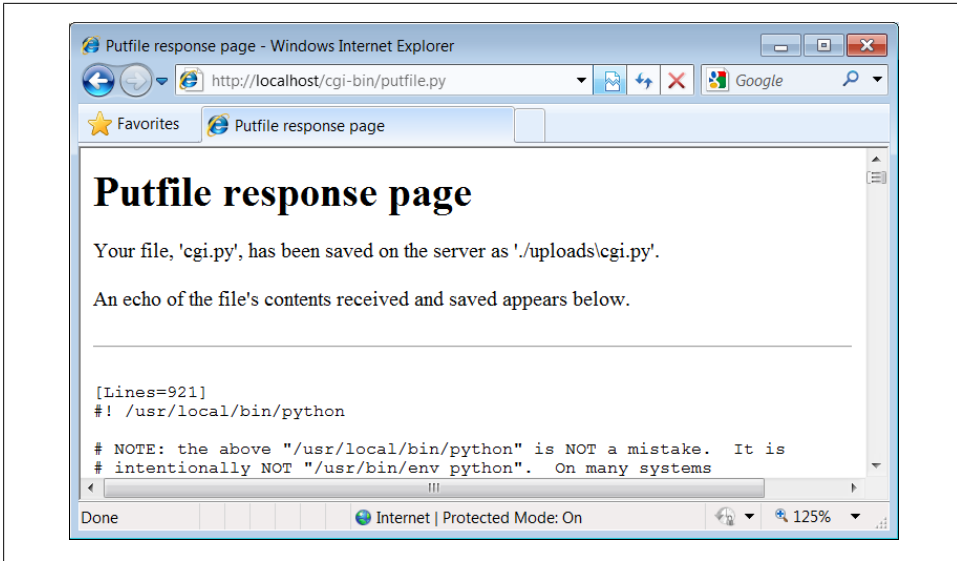 Putfile response page - Windows Internet Explorer
http://localhost/cgi-bin/putfile.py
Google
Favorites
Putfile response page
Putfile response page
Your file, 'cgi.py', has been saved on the server as './uploads\cgi.py'.
An echo of the file's contents received and saved appears below.
[Lines=921]
#! /usr/local/bin/python
# NOTE: the above "/usr/local/bin/python" is NOT a mistake.  It is
# intentionally NOT "/usr/bin/env python".  On many systems
Done
Internet | Protected Mode: On
125%